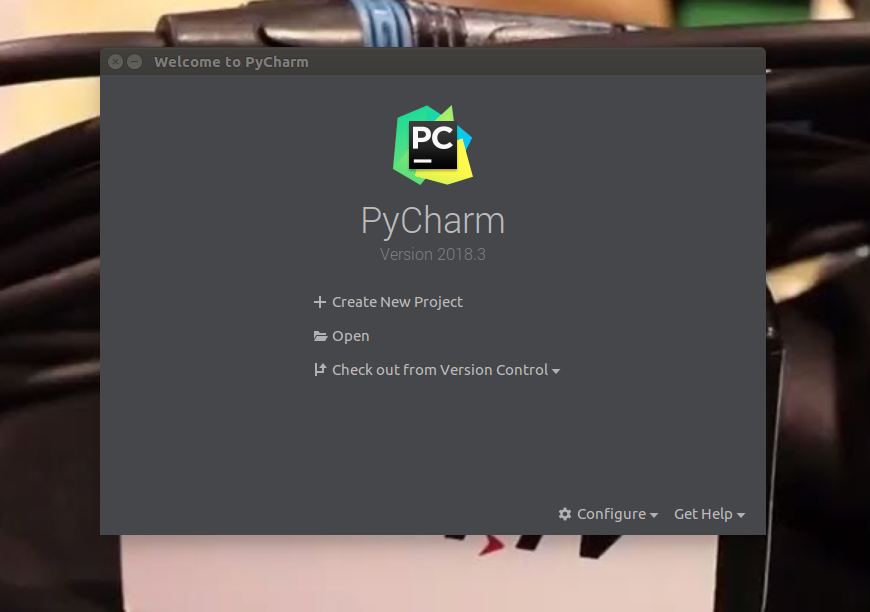 Welcome to PyCharm
PC
PyCharm
Version 2018.3
Create New Project
Open
Check out from Version Control
Configure
Get Help